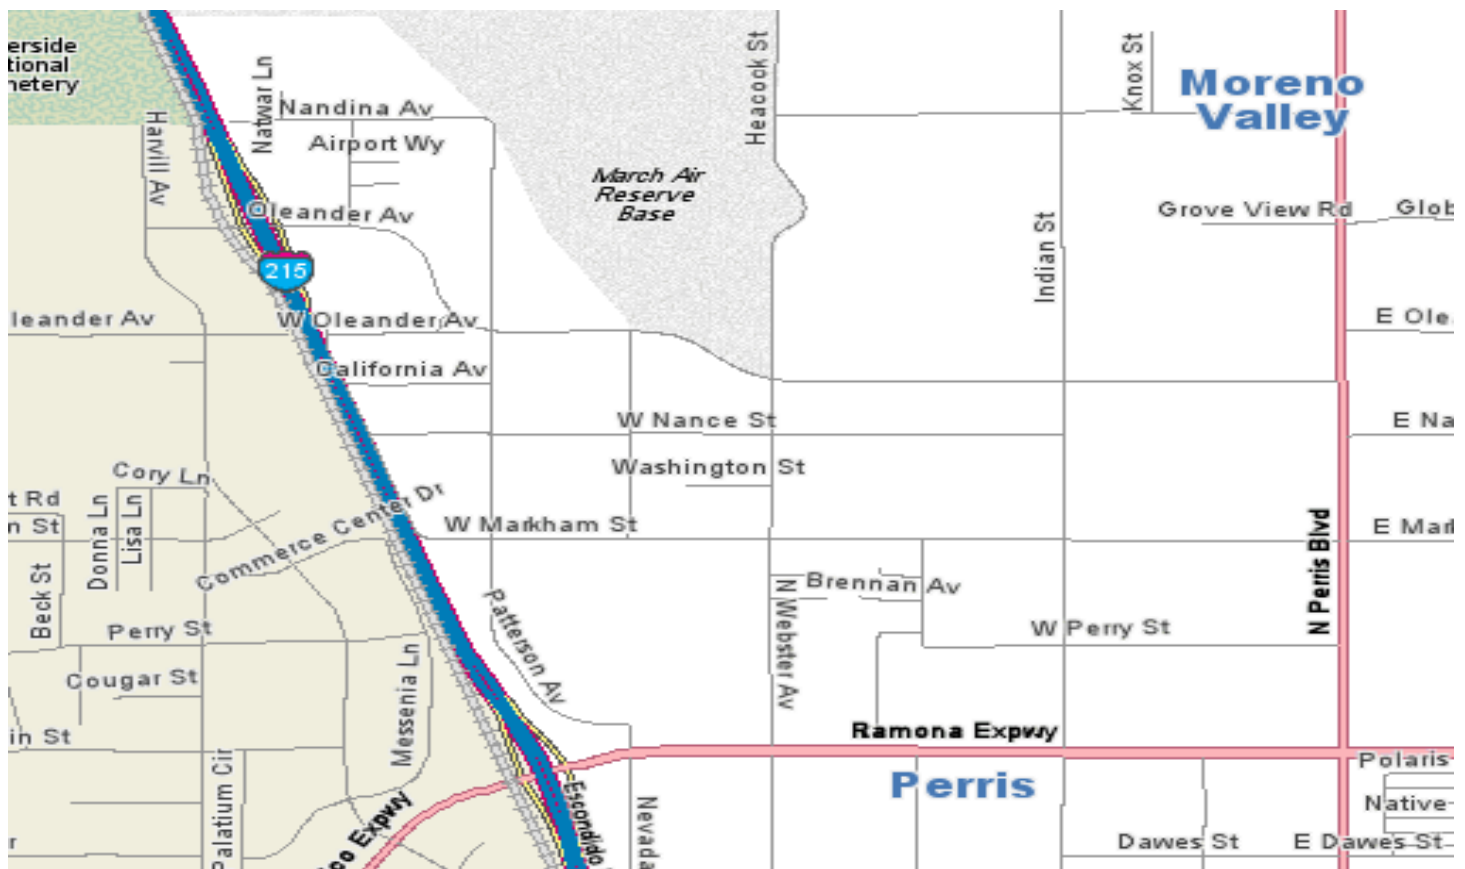 erside
tional
netery
Natwar Ln
Nandina Av
Airport Wy
Harvill Av
Oleander Av
215
March Air
Reserve
Base
Heacock St
Knox St
Moreno
Valley
Grove View Rd
Glob
Indian St
leander Av
W Oleander Av
E Ole
California Av
W Nance St
E Na
Washington St
Cory Ln
t Rd
n St
Donna Ln
Lisa Ln
Commerce Center Dr
W Markham St
E Mar
N Perris Blvd
Beck St
Perry St
Patterson Av
Brennan Av
N Webster Av
W Perry St
Cougar St
Messenia Ln
in St
Ramona Expwy
Palatium Cir
Perris
Polaris
Native
co Expwy
Escondido
Nevada
Dawes St
E Dawes St
r